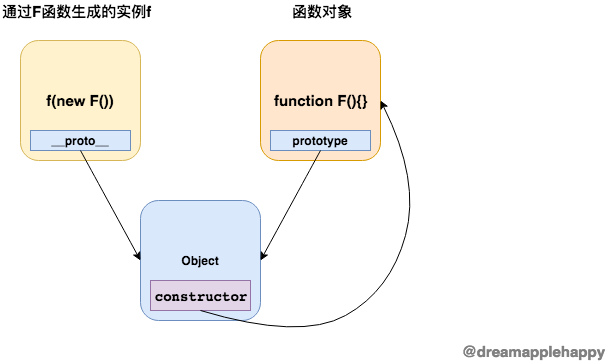 通过F函数生成的实例f
函数对象
f(new F())
function F(){}
__proto__
prototype
Object
constructor
@dreamapplehappy